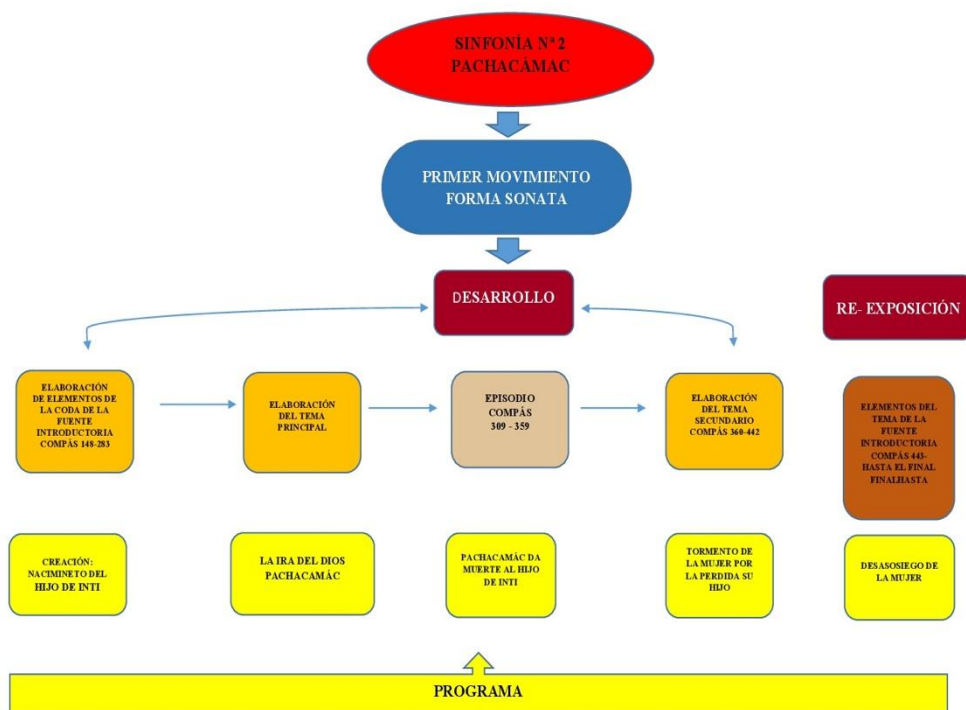 SINFONÍA Nª 2
PACHACÁMAC
PRIMER MOVIMIENTO
FORMA SONATA
DESARROLLO
RE- EXPOSICIÓN
ELABORACIÓN
DE ELEMENTOS DE
LA CODA DE LA
FUENTE
INTRODUCTORIA
COMPÁS 148-283
ELABORACIÓN
DEL TEMA
PRINCIPAL
EPISODIO
COMPÁS
309 - 359
ELABORACIÓN
DEL TEMA
SECUNDARIO
COMPÁS 360-442
ELEMENTOS DEL
TEMA DE LA
FUENTE
INTRODUCTORIA
COMPÁS 443-
HASTA EL FINAL
FINALHASTA
CREACIÓN:
NACIMINETO DEL
HIJO DE INTI
LA IRA DEL DIOS
PACHACAMÁC
PACHACAMÁC DA
MUERTE AL HIJO
DE INTI
TORMENTO DE
LA MUJER POR
LA PERDIDA SU
HIJO
DESASOSIEGO DE
LA MUJER
PROGRAMA